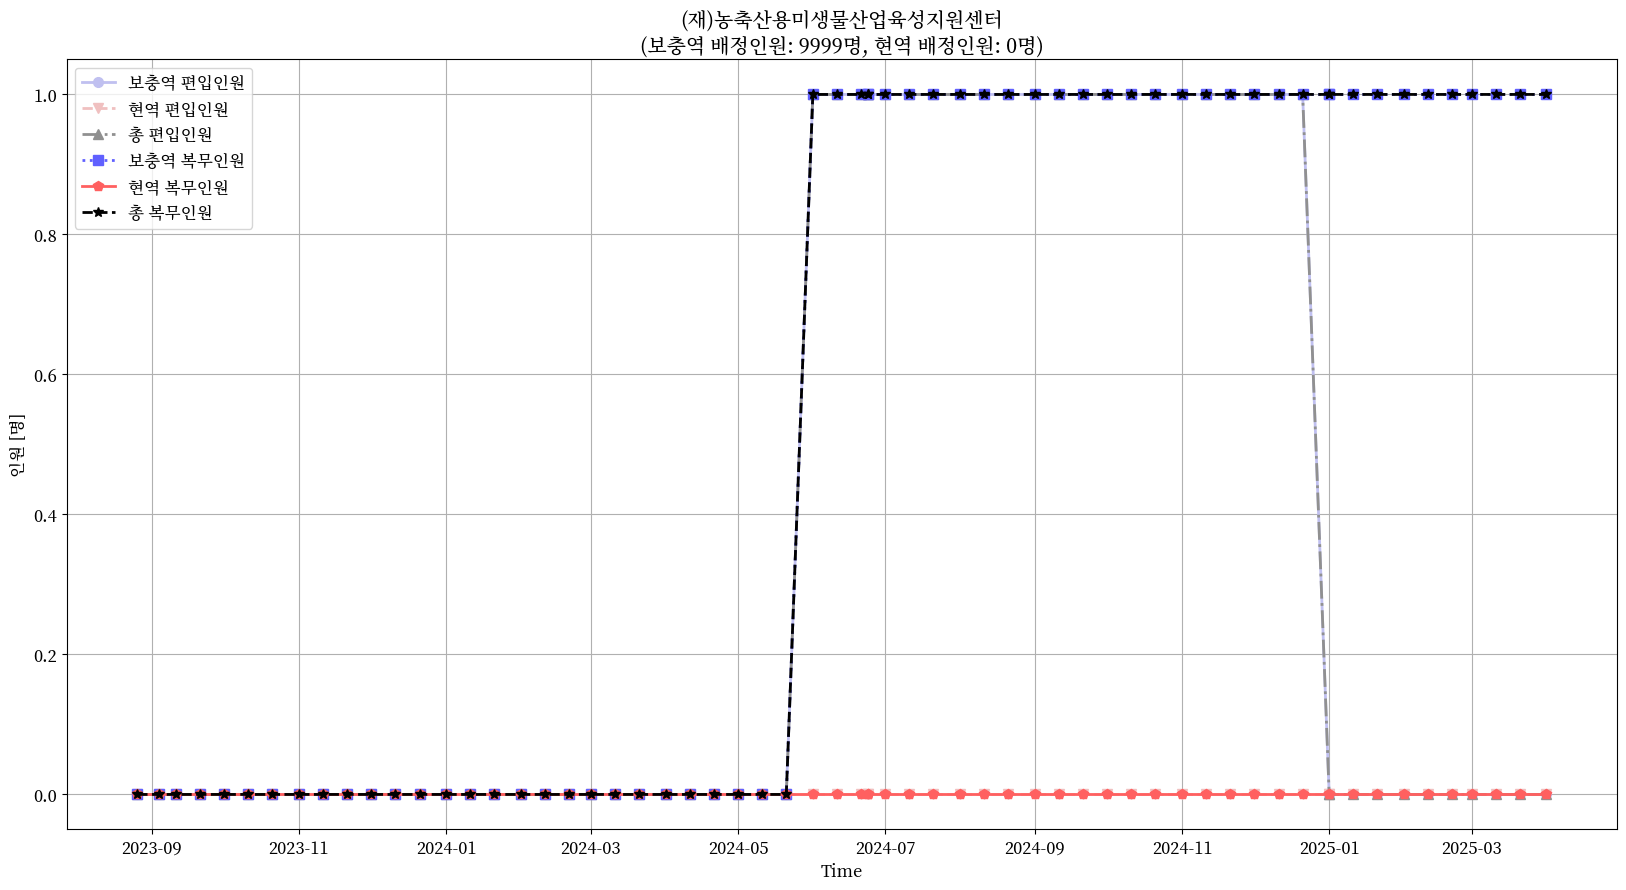 (재)농축산용미생물산업육성지원센터
(보충역 배정인원: 9999명, 현역 배정인원: 0명)
보충역 편입인원
현역 편입인원
총 편입인원
보충역 복무인원
현역 복무인원
총 복무인원
1.0
0.8
0.6
0.4
0.2
0.0
인원 [명]
2023-09
2023-11
2024-01
2024-03
2024-05
2024-07
2024-09
2024-11
2025-01
2025-03
Time